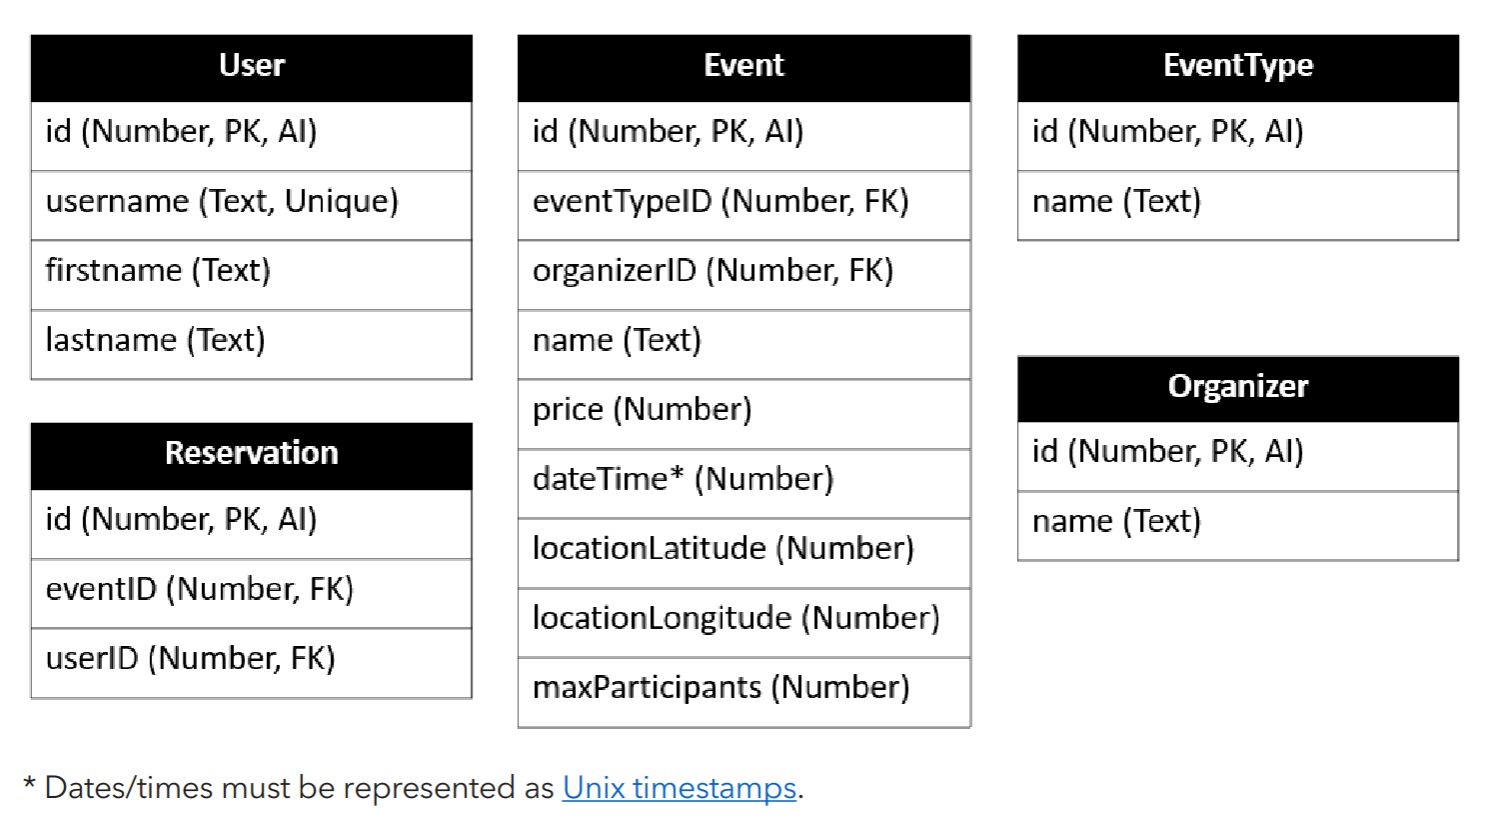 User
id (Number, PK, AI)
username (Text, Unique)
firstname (Text)
lastname (Text)
Reservation
id (Number, PK, AI)
eventID (Number, FK)
userID (Number, FK)
Event
id (Number, PK, AI)
eventTypeID (Number, FK)
organizerID (Number, FK)
name (Text)
price (Number)
dateTime* (Number)
locationLatitude (Number)
locationLongitude (Number)
maxParticipants (Number)
EventType
id (Number, PK, AI)
name (Text)
Organizer
id (Number, PK, AI)
name (Text)
* Dates/times must be represented as Unix timestamps.